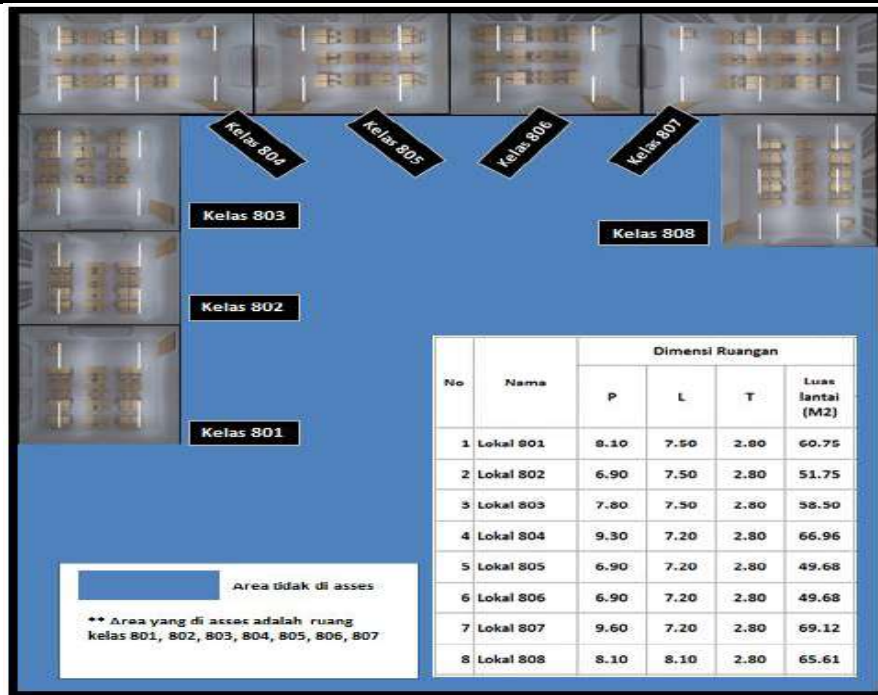 Kelas 804
Kelas 805
Kelas 806
Kelas 807
Kelas 803
Kelas 808
Kelas 802
Kelas 801
Dimensi Ruangan
No Nama P L T Luas lantai (M2)
1 Lokal 801 8.10 7.50 2.80 60.75
2 Lokal 802 6.90 7.50 2.80 51.75
3 Lokal 803 7.80 7.50 2.80 58.50
4 Lokal 804 9.30 7.20 2.80 66.96
5 Lokal 805 6.90 7.20 2.80 49.68
6 Lokal 806 6.90 7.20 2.80 49.68
7 Lokal 807 9.60 7.20 2.80 69.12
8 Lokal 808 8.10 8.10 2.80 65.61
Area tidak di asses
** Area yang di asses adalah ruang
kelas 801, 802, 803, 804, 805, 806, 807